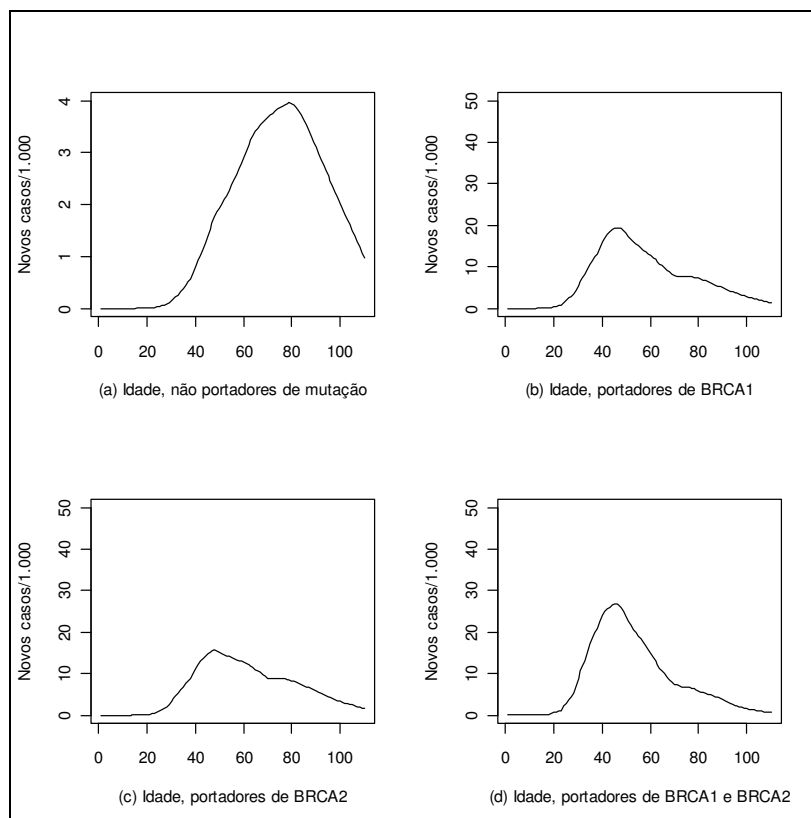 Novos casos/1.000
4
3
2
1
0
0 20 40 60 80 100
(a) Idade, não portadores de mutação
Novos casos/1.000
50
40
30
20
10
0
0 20 40 60 80 100
(b) Idade, portadores de BRCA1
Novos casos/1.000
50
40
30
20
10
0
0 20 40 60 80 100
(c) Idade, portadores de BRCA2
Novos casos/1.000
50
40
30
20
10
0
0 20 40 60 80 100
(d) Idade, portadores de BRCA1 e BRCA2